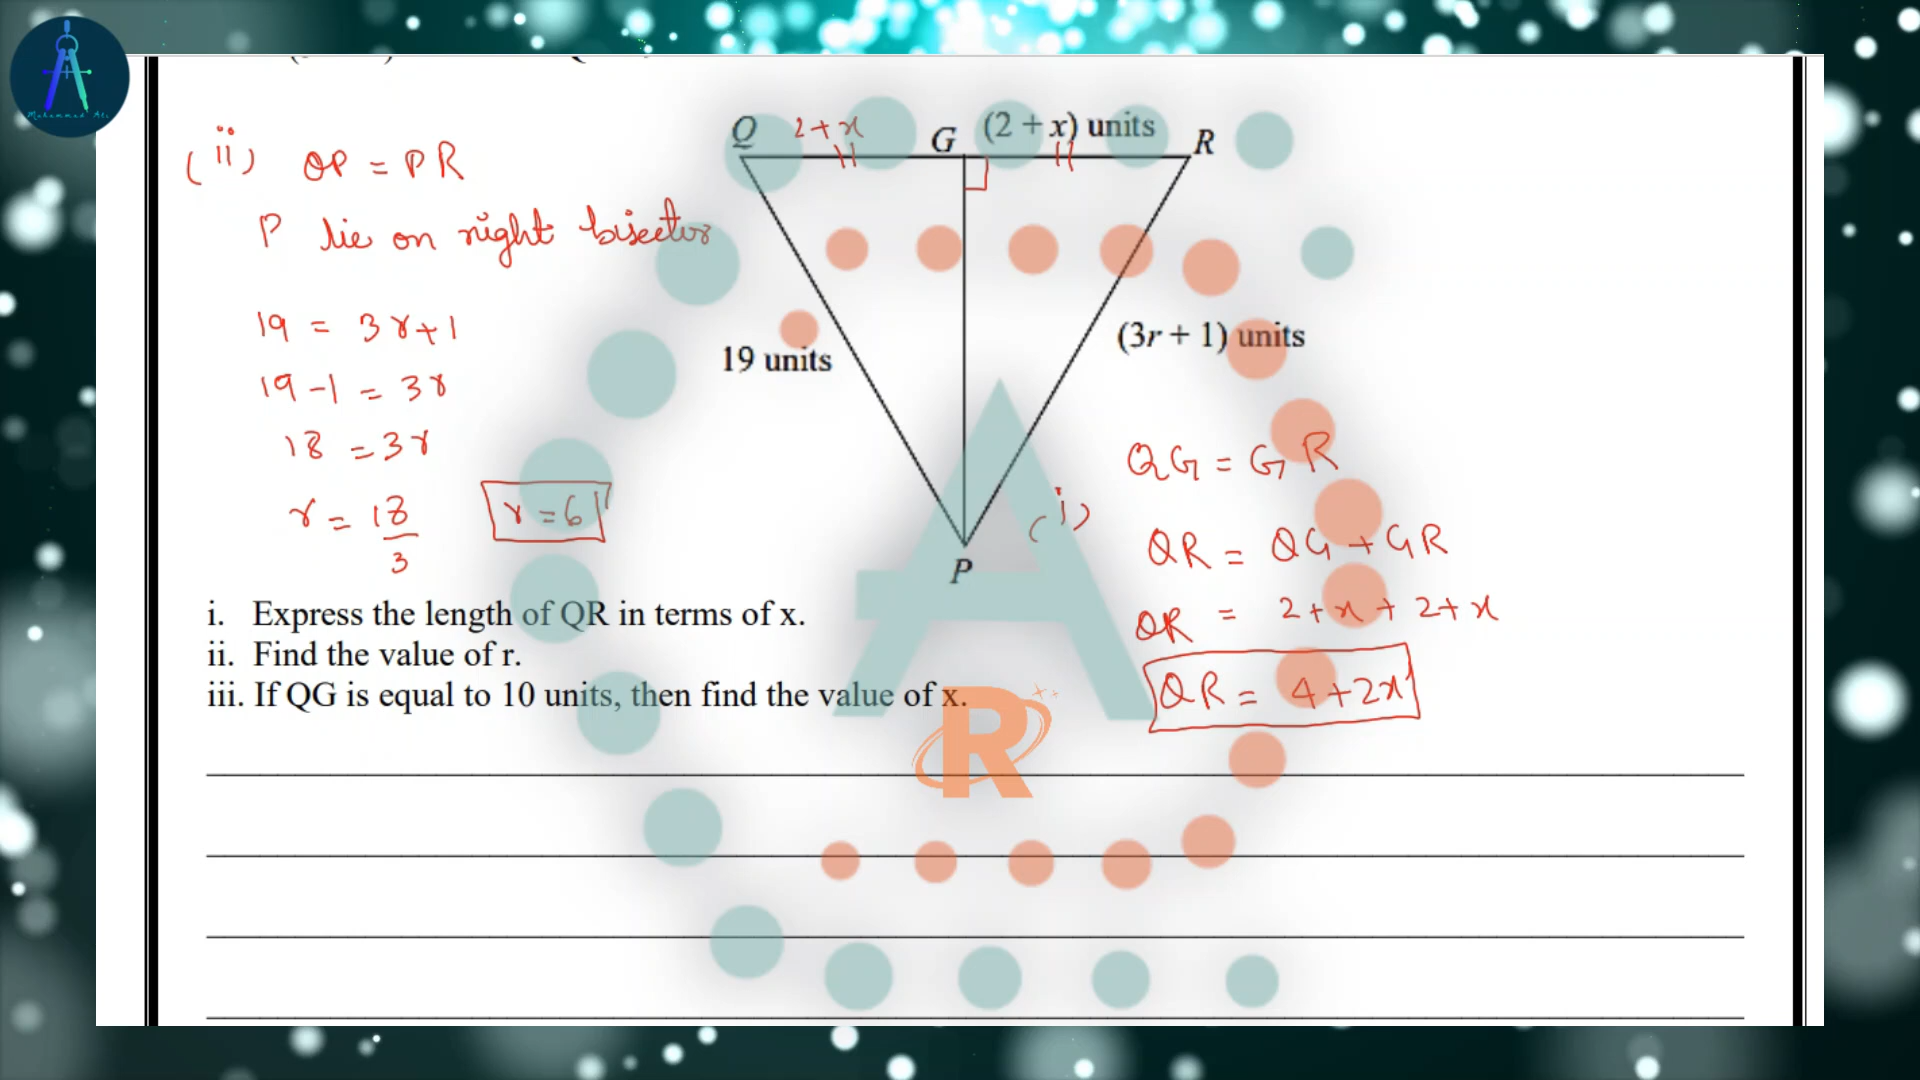 Muhammad Ali
(ii) QP = PR
P lie on right bisector
19 = 3r+1
19-1 = 3r
18 = 3r
r = 18/3
r = 6
Q 2+x G (2 + x) units R
19 units
(3r + 1) units
P
(i) QG = GR
QR = QG + GR
QR = 2+x + 2+x
QR = 4+2x
i. Express the length of QR in terms of x.
ii. Find the value of r.
iii. If QG is equal to 10 units, then find the value of x.
A
R